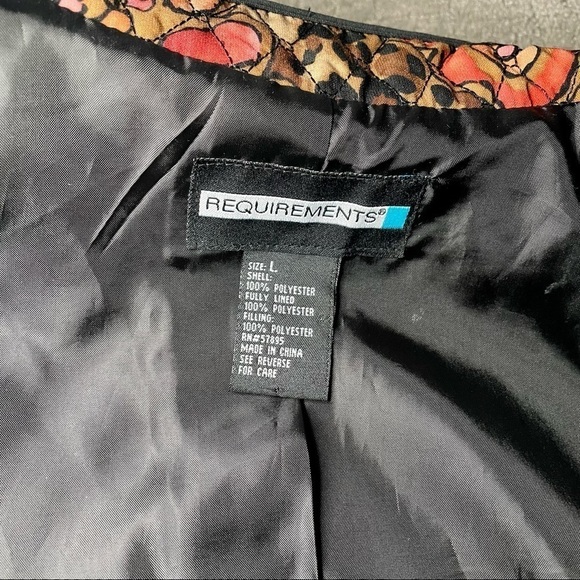 REQUIREMENTS®
SIZE: L
SHELL:
100% POLYESTER
FULLY LINED
100% POLYESTER
FILLING:
100% POLYESTER
RN#57895
MADE IN CHINA
SEE REVERSE
FOR CARE